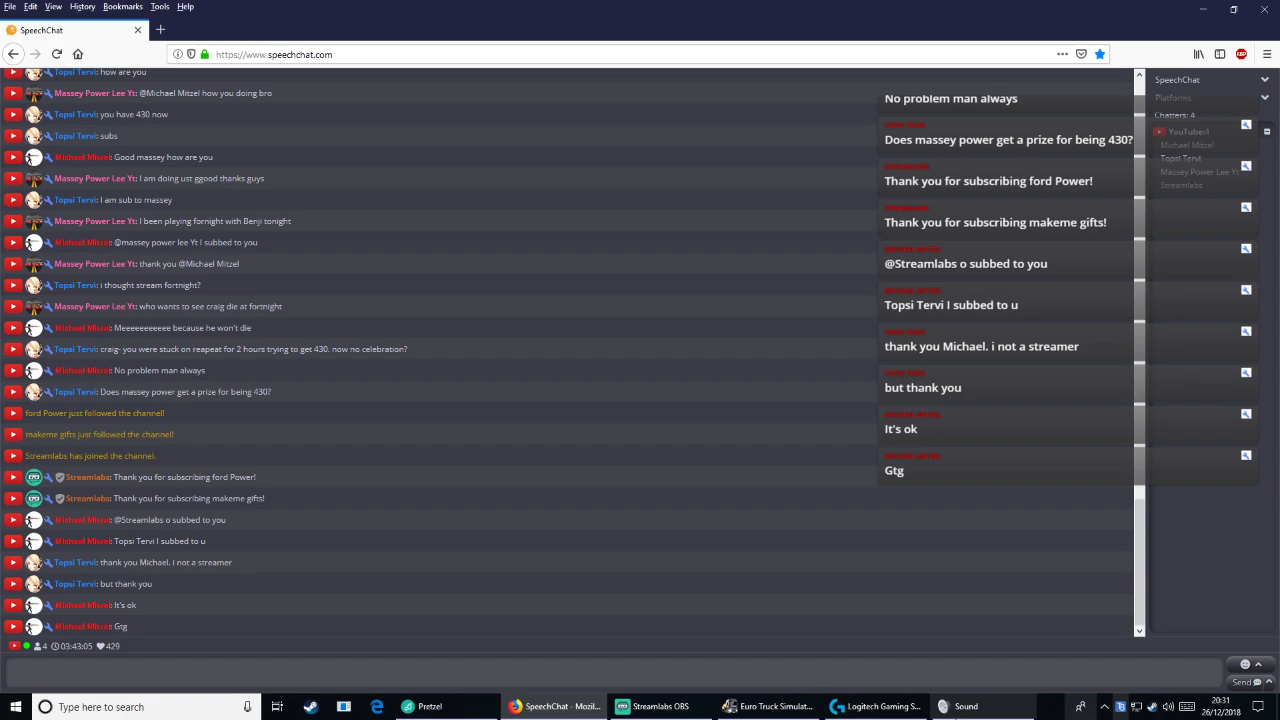 File Edit View History Bookmarks Tools Help
SpeechChat
https://www.speechchat.com
Topsi Tervi: how are you
Massey Power Lee Yt: @Michael Mitzel how you doing bro
Topsi Tervi: you have 430 now
Topsi Tervi: subs
Michael Mitzel: Good massey how are you
Massey Power Lee Yt: I am doing ust ggood thanks guys
Topsi Tervi: I am sub to massey
Massey Power Lee Yt: I been playing fornight with Benji tonight
Michael Mitzel: @massey power lee Yt I subbed to you
Massey Power Lee Yt: thank you @Michael Mitzel
Topsi Tervi: i thought stream fortnight?
Massey Power Lee Yt: who wants to see craig die at fortnight
Michael Mitzel: Meeeeeeeeeee because he won't die
Topsi Tervi: craig- you were stuck on reapeat for 2 hours trying to get 430. now no celebration?
Michael Mitzel: No problem man always
Topsi Tervi: Does massey power get a prize for being 430?
ford Power just followed the channel!
makeme gifts just followed the channel!
Streamlabs has joined the channel.
Streamlabs: Thank you for subscribing ford Power!
Streamlabs: Thank you for subscribing makeme gifts!
Michael Mitzel: @Streamlabs o subbed to you
Michael Mitzel: Topsi Tervi I subbed to u
Topsi Tervi: thank you Michael. i not a streamer
Topsi Tervi: but thank you
Michael Mitzel: It's ok
Michael Mitzel: Gtg
4 03:43:05 429
No problem man always
Does massey power get a prize for being 430?
Thank you for subscribing ford Power!
Thank you for subscribing makeme gifts!
@Streamlabs o subbed to you
Topsi Tervi I subbed to u
thank you Michael. i not a streamer
but thank you
It's ok
Gtg
SpeechChat
Platforms
Chatters: 4
YouTube:4
Michael Mitzel
Topsi Tervi
Massey Power Lee Yt
Streamlabs
Send
Type here to search
Pretzel
SpeechChat - Mozil...
Streamlabs OBS
Euro Truck Simulat...
Logitech Gaming S...
Sound
20:31
26/12/2018